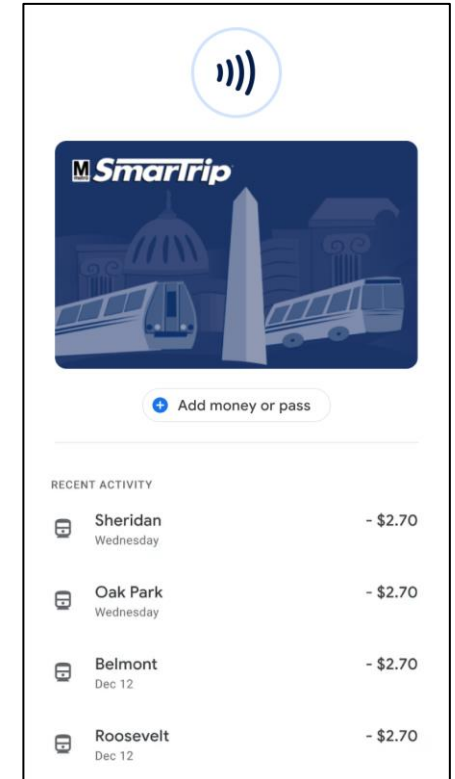 M metro SmarTrip
Add money or pass
RECENT ACTIVITY
Sheridan - $2.70
Wednesday
Oak Park - $2.70
Wednesday
Belmont - $2.70
Dec 12
Roosevelt - $2.70
Dec 12